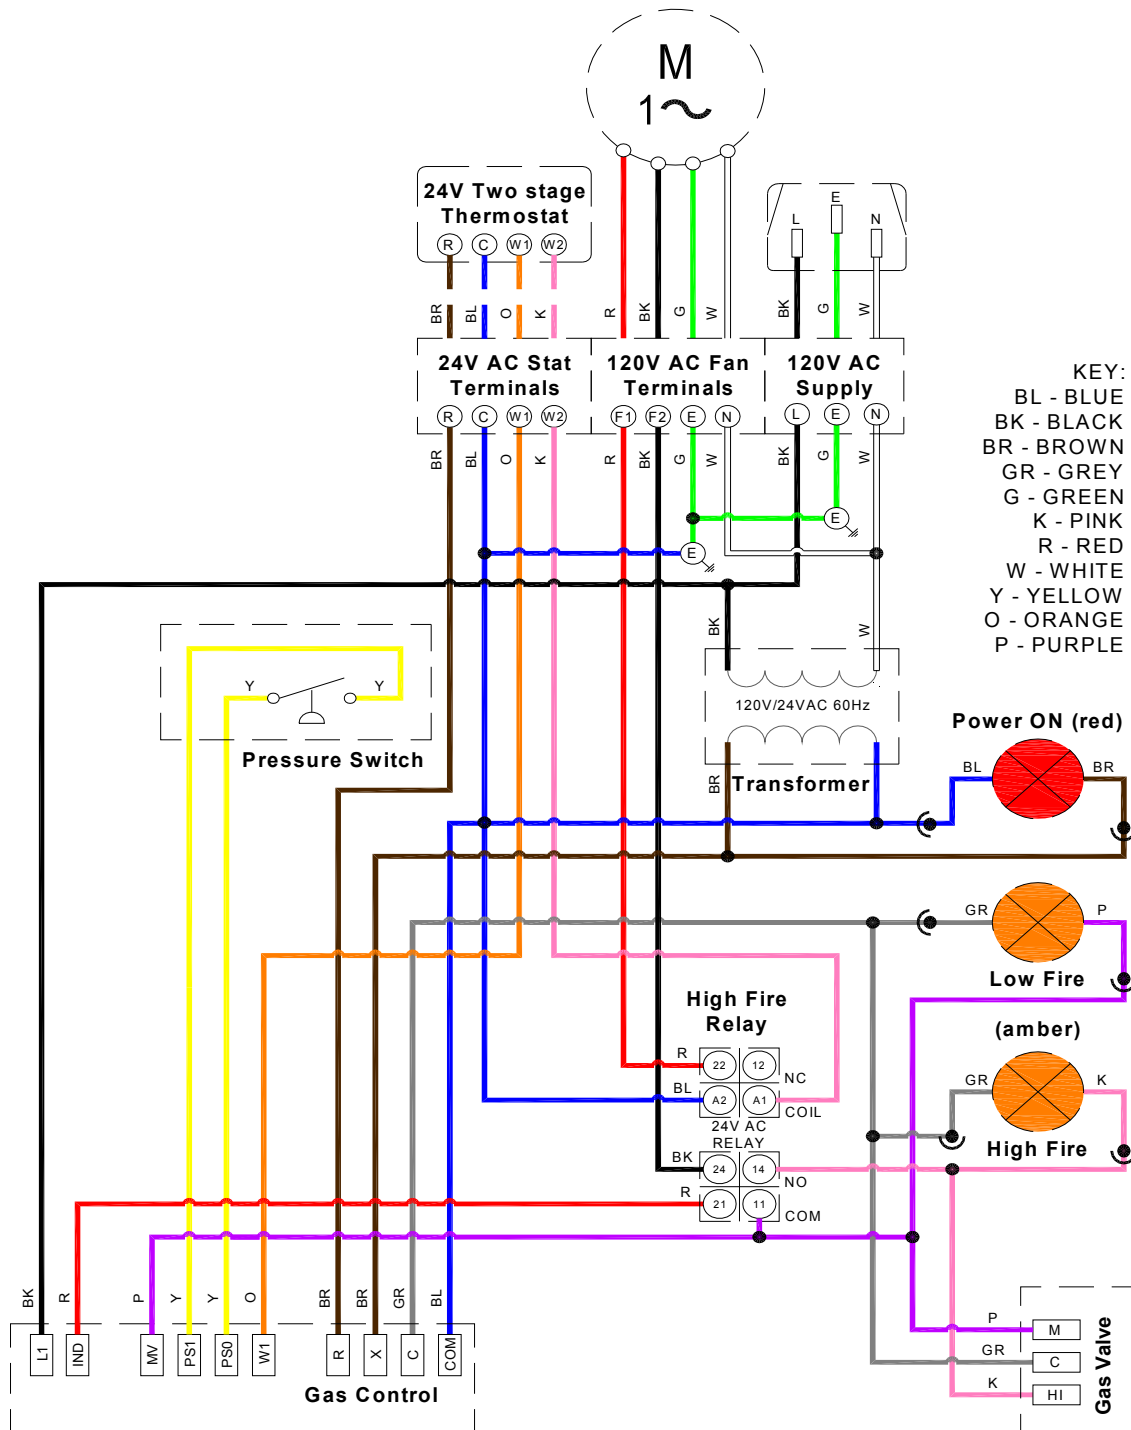 M
1
24V Two stage
Thermostat
R C W1 W2
L E N
BR BL O K R BK G W BK G W
24V AC Stat
Terminals
120V AC Fan
Terminals
120V AC
Supply
R C W1 W2 F1 F2 E N L E N
BR BL O K R BK G W BK G W
E
E
KEY:
BL - BLUE
BK - BLACK
BR - BROWN
GR - GREY
G - GREEN
K - PINK
R - RED
W - WHITE
Y - YELLOW
O - ORANGE
P - PURPLE
BK W
Y Y
Pressure Switch
120V/24VAC 60Hz
BR
Transformer
Power ON (red)
BL BR
GR P
Low Fire
(amber)
GR K
High Fire
High Fire
Relay
R 22 12 NC
BL A2 A1 COIL
24V AC
RELAY
BK 24 14 NO
R 21 11 COM
BK R P Y Y O BR BR GR BL
L1 IND MV PS1 PS0 W1 R X C COM
Gas Control
P M
GR C
K HI
Gas Valve